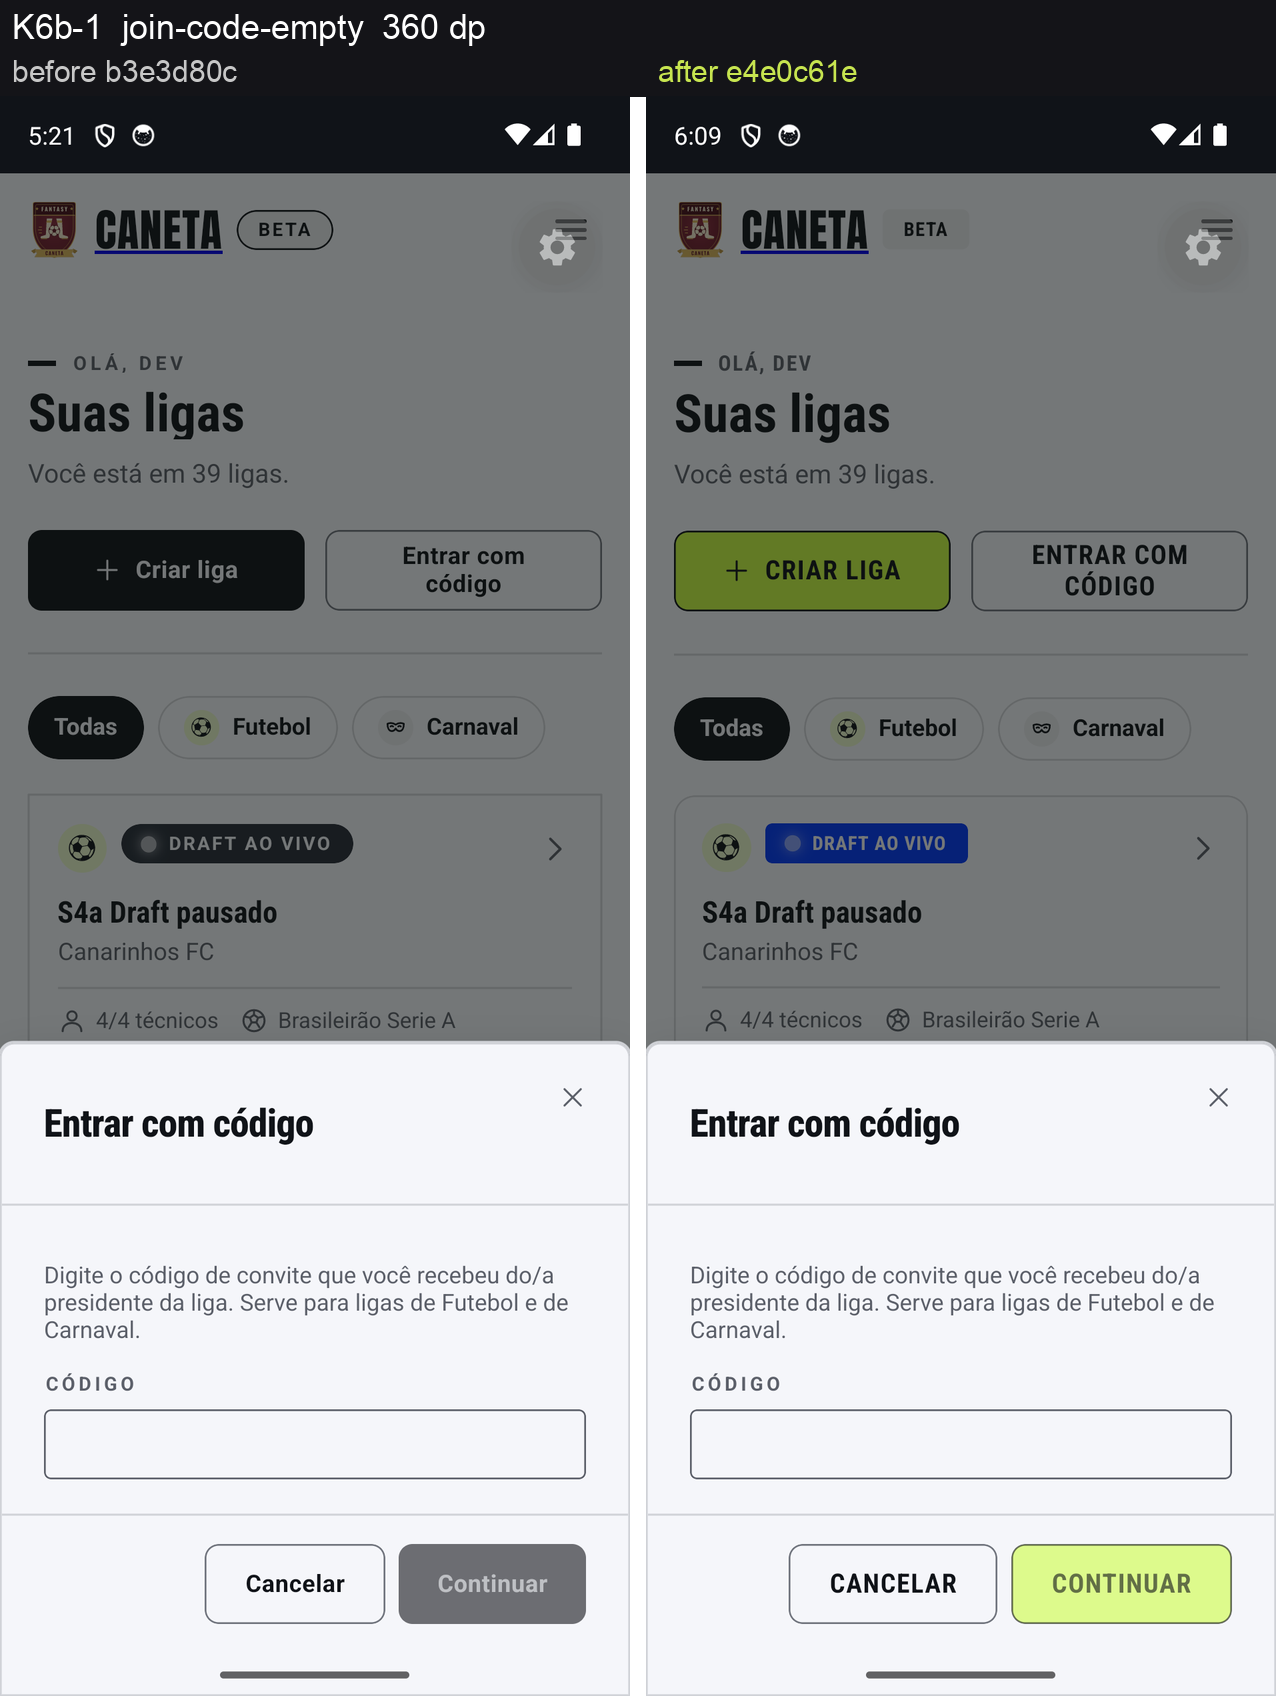 K6b-1 join-code-empty 360 dp
before b3e3d80c
5:21
FANTASY
CANETA
CANETA
BETA
OLÁ, DEV
Suas ligas
Você está em 39 ligas.
Criar liga
Entrar com
código
Todas
Futebol
Carnaval
DRAFT AO VIVO
S4a Draft pausado
Canarinhos FC
4/4 técnicos
Brasileirão Serie A
Entrar com código
Digite o código de convite que você recebeu do/a
presidente da liga. Serve para ligas de Futebol e de
Carnaval.
CÓDIGO
Cancelar
Continuar
after e4e0c61e
6:09
FANTASY
CANETA
CANETA
BETA
OLÁ, DEV
Suas ligas
Você está em 39 ligas.
CRIAR LIGA
ENTRAR COM
CÓDIGO
Todas
Futebol
Carnaval
DRAFT AO VIVO
S4a Draft pausado
Canarinhos FC
4/4 técnicos
Brasileirão Serie A
Entrar com código
Digite o código de convite que você recebeu do/a
presidente da liga. Serve para ligas de Futebol e de
Carnaval.
CÓDIGO
CANCELAR
CONTINUAR